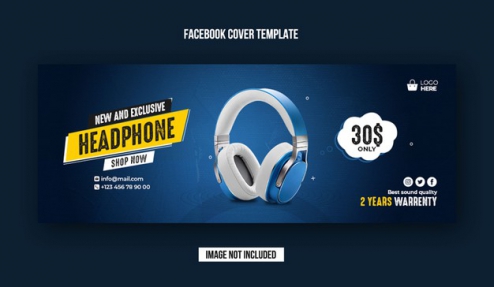 FACEBOOK COVER TEMPLATE
NEW AND EXCLUSIVE
HEADPHONE
SHOP NOW
info@mail.com
+123 456 78 90 00
LOGO
HERE
30$
ONLY
Best sound quality
2 YEARS WARRENTY
IMAGE NOT INCLUDED